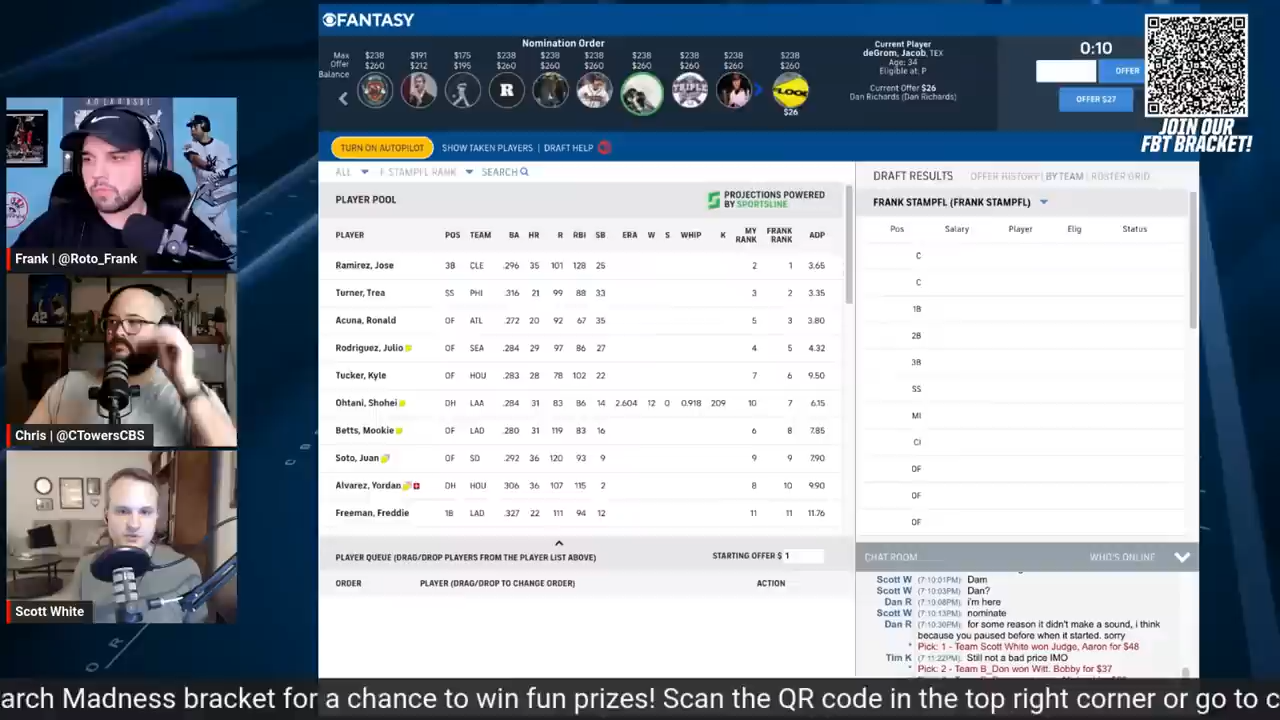 FANTASY
Nomination Order
Max Offer
Balance
$238 $191 $175 $238 $238 $238 $238 $238 $238 $238
$260 $212 $195 $260 $260 $260 $260 $260 $260 $260
R
TRIPLE
$26
Current Player
deGrom, Jacob, TEX
Age: 34
Eligible at: P
Current Offer $26
Dan Richards (Dan Richards)
0:10
OFFER
OFFER $27
JOIN OUR
FBT BRACKET!
TURN ON AUTOPILOT
SHOW TAKEN PLAYERS | DRAFT HELP
ALL
F STAMPFL RANK
SEARCH
PLAYER POOL
PROJECTIONS POWERED
BY SPORTSLINE
PLAYER POS TEAM BA HR R RBI SB ERA W S WHIP K MY RANK FRANK RANK ADP
Ramirez, Jose 3B CLE .296 35 101 128 25 2 1 3.65
Turner, Trea SS PHI .316 21 99 88 33 3 2 3.35
Acuna, Ronald OF ATL .272 20 92 67 35 5 3 3.80
Rodriguez, Julio OF SEA .284 29 97 86 27 4 5 4.32
Tucker, Kyle OF HOU .283 28 78 102 22 7 6 9.50
Ohtani, Shohei DH LAA .284 31 83 86 14 2.604 12 0 0.918 209 10 7 6.15
Betts, Mookie OF LAD .280 31 119 83 16 6 8 7.85
Soto, Juan OF SD .292 36 120 93 9 9 9 7.90
Alvarez, Yordan DH HOU .306 36 107 115 2 8 10 9.90
Freeman, Freddie 1B LAD .327 22 111 94 12 11 11 11.76
PLAYER QUEUE (DRAG/DROP PLAYERS FROM THE PLAYER LIST ABOVE)
STARTING OFFER $ 1
ORDER PLAYER (DRAG/DROP TO CHANGE ORDER) ACTION
DRAFT RESULTS OFFER HISTORY | BY TEAM | ROSTER GRID
FRANK STAMPFL (FRANK STAMPFL)
Pos Salary Player Elig Status
C
C
1B
2B
3B
SS
MI
CI
OF
OF
OF
CHAT ROOM
WHO'S ONLINE
Scott W (7:10:01PM): Dam
Scott W (7:10:03PM): Dan?
Dan R (7:10:08PM): i'm here
Scott W (7:10:13PM): nominate
Dan R (7:10:30PM): for some reason it didn't make a sound, i think
because you paused before when it started. sorry
* Pick: 1 - Team Scott White won Judge, Aaron for $48
Tim K (7:11:22PM): Still not a bad price IMO
* Pick: 2 - Team B_Don won Witt, Bobby for $37
Frank | @Roto_Frank
Chris | @CTowersCBS
Scott White
arch Madness bracket for a chance to win fun prizes! Scan the QR code in the top right corner or go to c